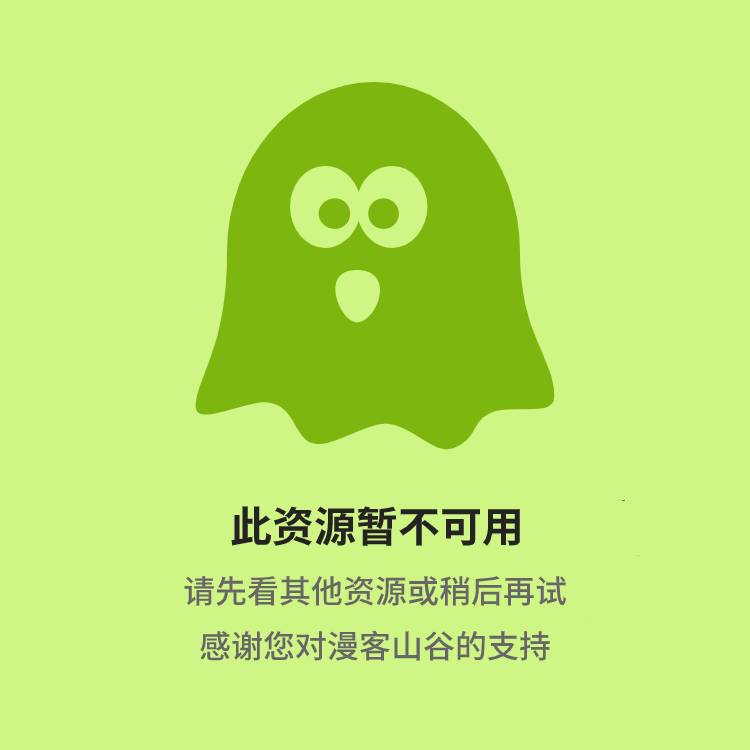 此资源暂不可用
请先看其他资源或稍后再试
感谢您对漫客山谷的支持